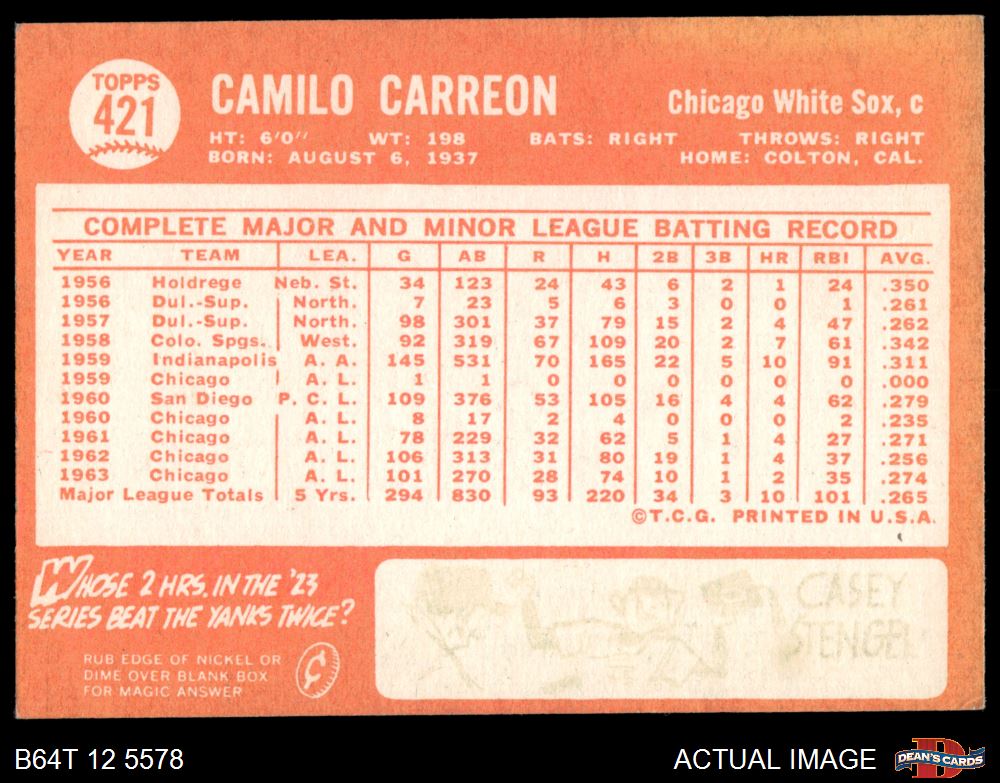 TOPPS
421
CAMILO CARREON
Chicago White Sox, c
HT: 6'0" WT: 198 BATS: RIGHT THROWS: RIGHT
BORN: AUGUST 6, 1937 HOME: COLTON, CAL.
COMPLETE MAJOR AND MINOR LEAGUE BATTING RECORD
YEAR TEAM LEA. G AB R H 2B 3B HR RBI AVG.
1956 Holdrege Neb. St. 34 123 24 43 6 2 1 24 .350
1956 Dul.-Sup. North. 7 23 5 6 3 0 0 1 .261
1957 Dul.-Sup. North. 98 301 37 79 15 2 4 47 .262
1958 Colo. Spgs. West. 92 319 67 109 20 2 7 61 .342
1959 Indianapolis A. A. 145 531 70 165 22 5 10 91 .311
1959 Chicago A. L. 1 1 0 0 0 0 0 0 .000
1960 San Diego P. C. L. 109 376 53 105 16 4 4 62 .279
1960 Chicago A. L. 8 17 2 4 0 0 0 2 .235
1961 Chicago A. L. 78 229 32 62 5 1 4 27 .271
1962 Chicago A. L. 106 313 31 80 19 1 4 37 .256
1963 Chicago A. L. 101 270 28 74 10 1 2 35 .274
Major League Totals 5 Yrs. 294 830 93 220 34 3 10 101 .265
©T.C.G. PRINTED IN U.S.A.
WHOSE 2 HRS. IN THE '23
SERIES BEAT THE YANKS TWICE?
RUB EDGE OF NICKEL OR
DIME OVER BLANK BOX
FOR MAGIC ANSWER
CASEY
STENGEL
B64T 12 5578
ACTUAL IMAGE
DEAN'S CARDS